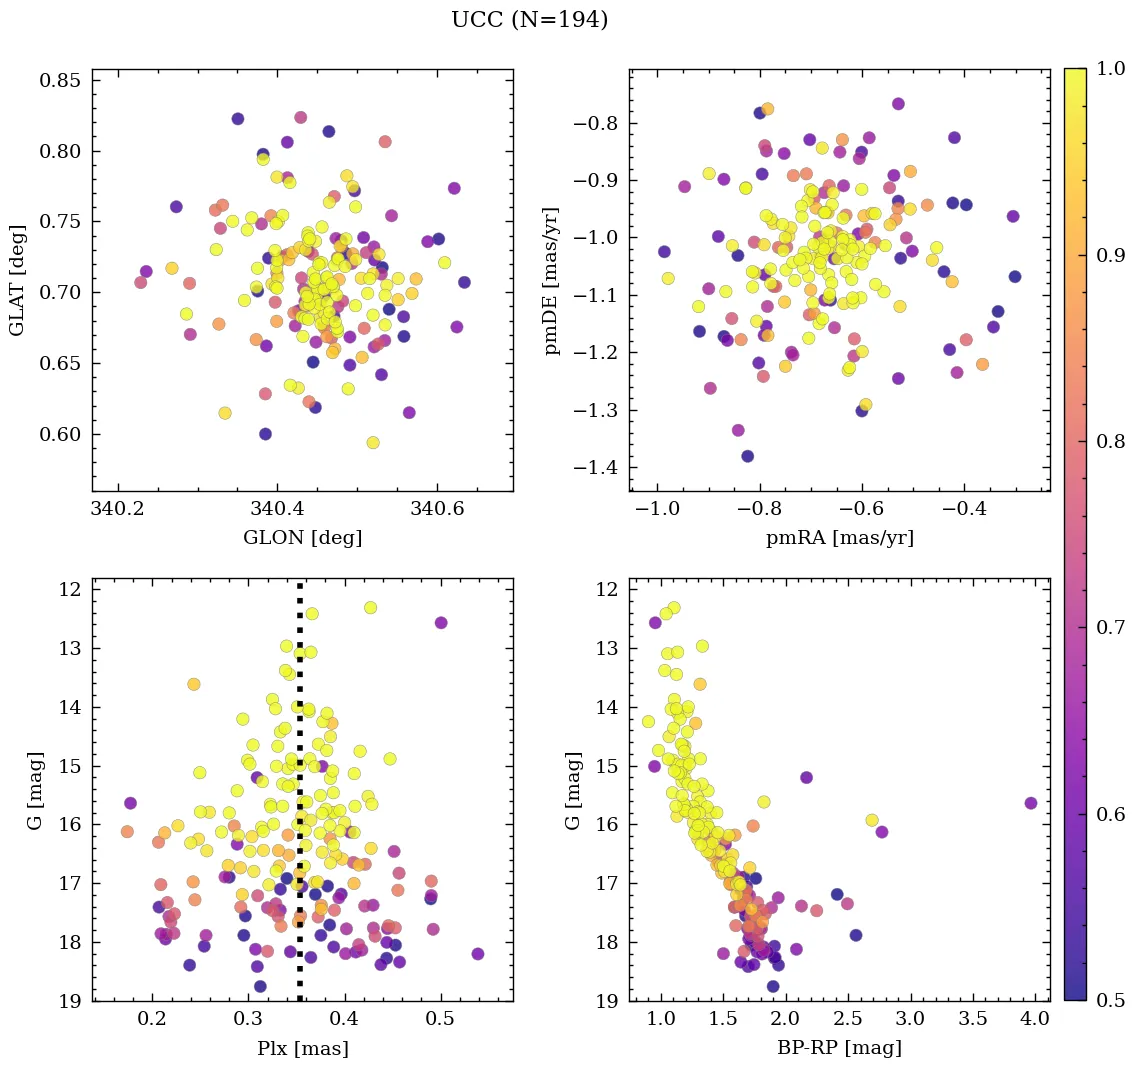 UCC (N=194)
0.85
0.80
0.75
0.70
0.65
0.60
GLAT [deg]
340.2 340.4 340.6
GLON [deg]
−0.8
−0.9
−1.0
−1.1
−1.2
−1.3
−1.4
pmDE [mas/yr]
−1.0 −0.8 −0.6 −0.4
pmRA [mas/yr]
12
13
14
15
16
17
18
19
G [mag]
0.2 0.3 0.4 0.5
Plx [mas]
12
13
14
15
16
17
18
19
G [mag]
1.0 1.5 2.0 2.5 3.0 3.5 4.0
BP-RP [mag]
1.0
0.9
0.8
0.7
0.6
0.5